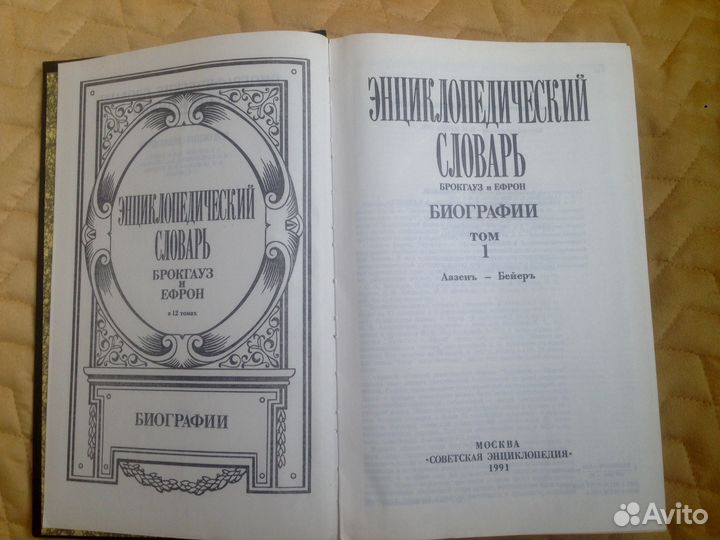 ЭНЦИКЛОПЕДИЧЕСКИЙ
СЛОВАРЬ
БРОКГАУЗ
и
ЕФРОН
в 12 томах
БИОГРАФИИ
ЭНЦИКЛОПЕДИЧЕСКИЙ
СЛОВАРЬ
БРОКГАУЗ и ЕФРОН
БИОГРАФИИ
ТОМ
1
Аазенъ – Бейеръ
МОСКВА
«СОВЕТСКАЯ ЭНЦИКЛОПЕДИЯ»
1991
Avito